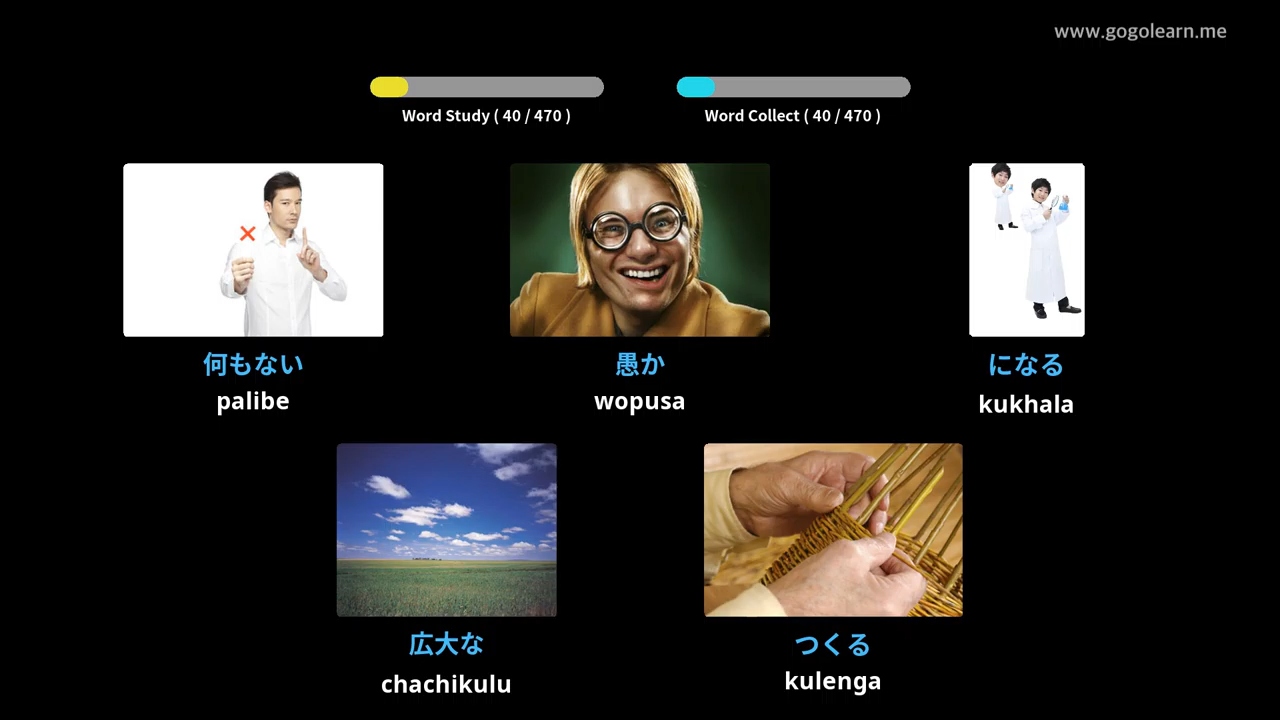 www.gogolearn.me
Word Study ( 40 / 470 )
Word Collect ( 40 / 470 )
何もない
palibe
愚か
wopusa
になる
kukhala
広大な
chachikulu
つくる
kulenga